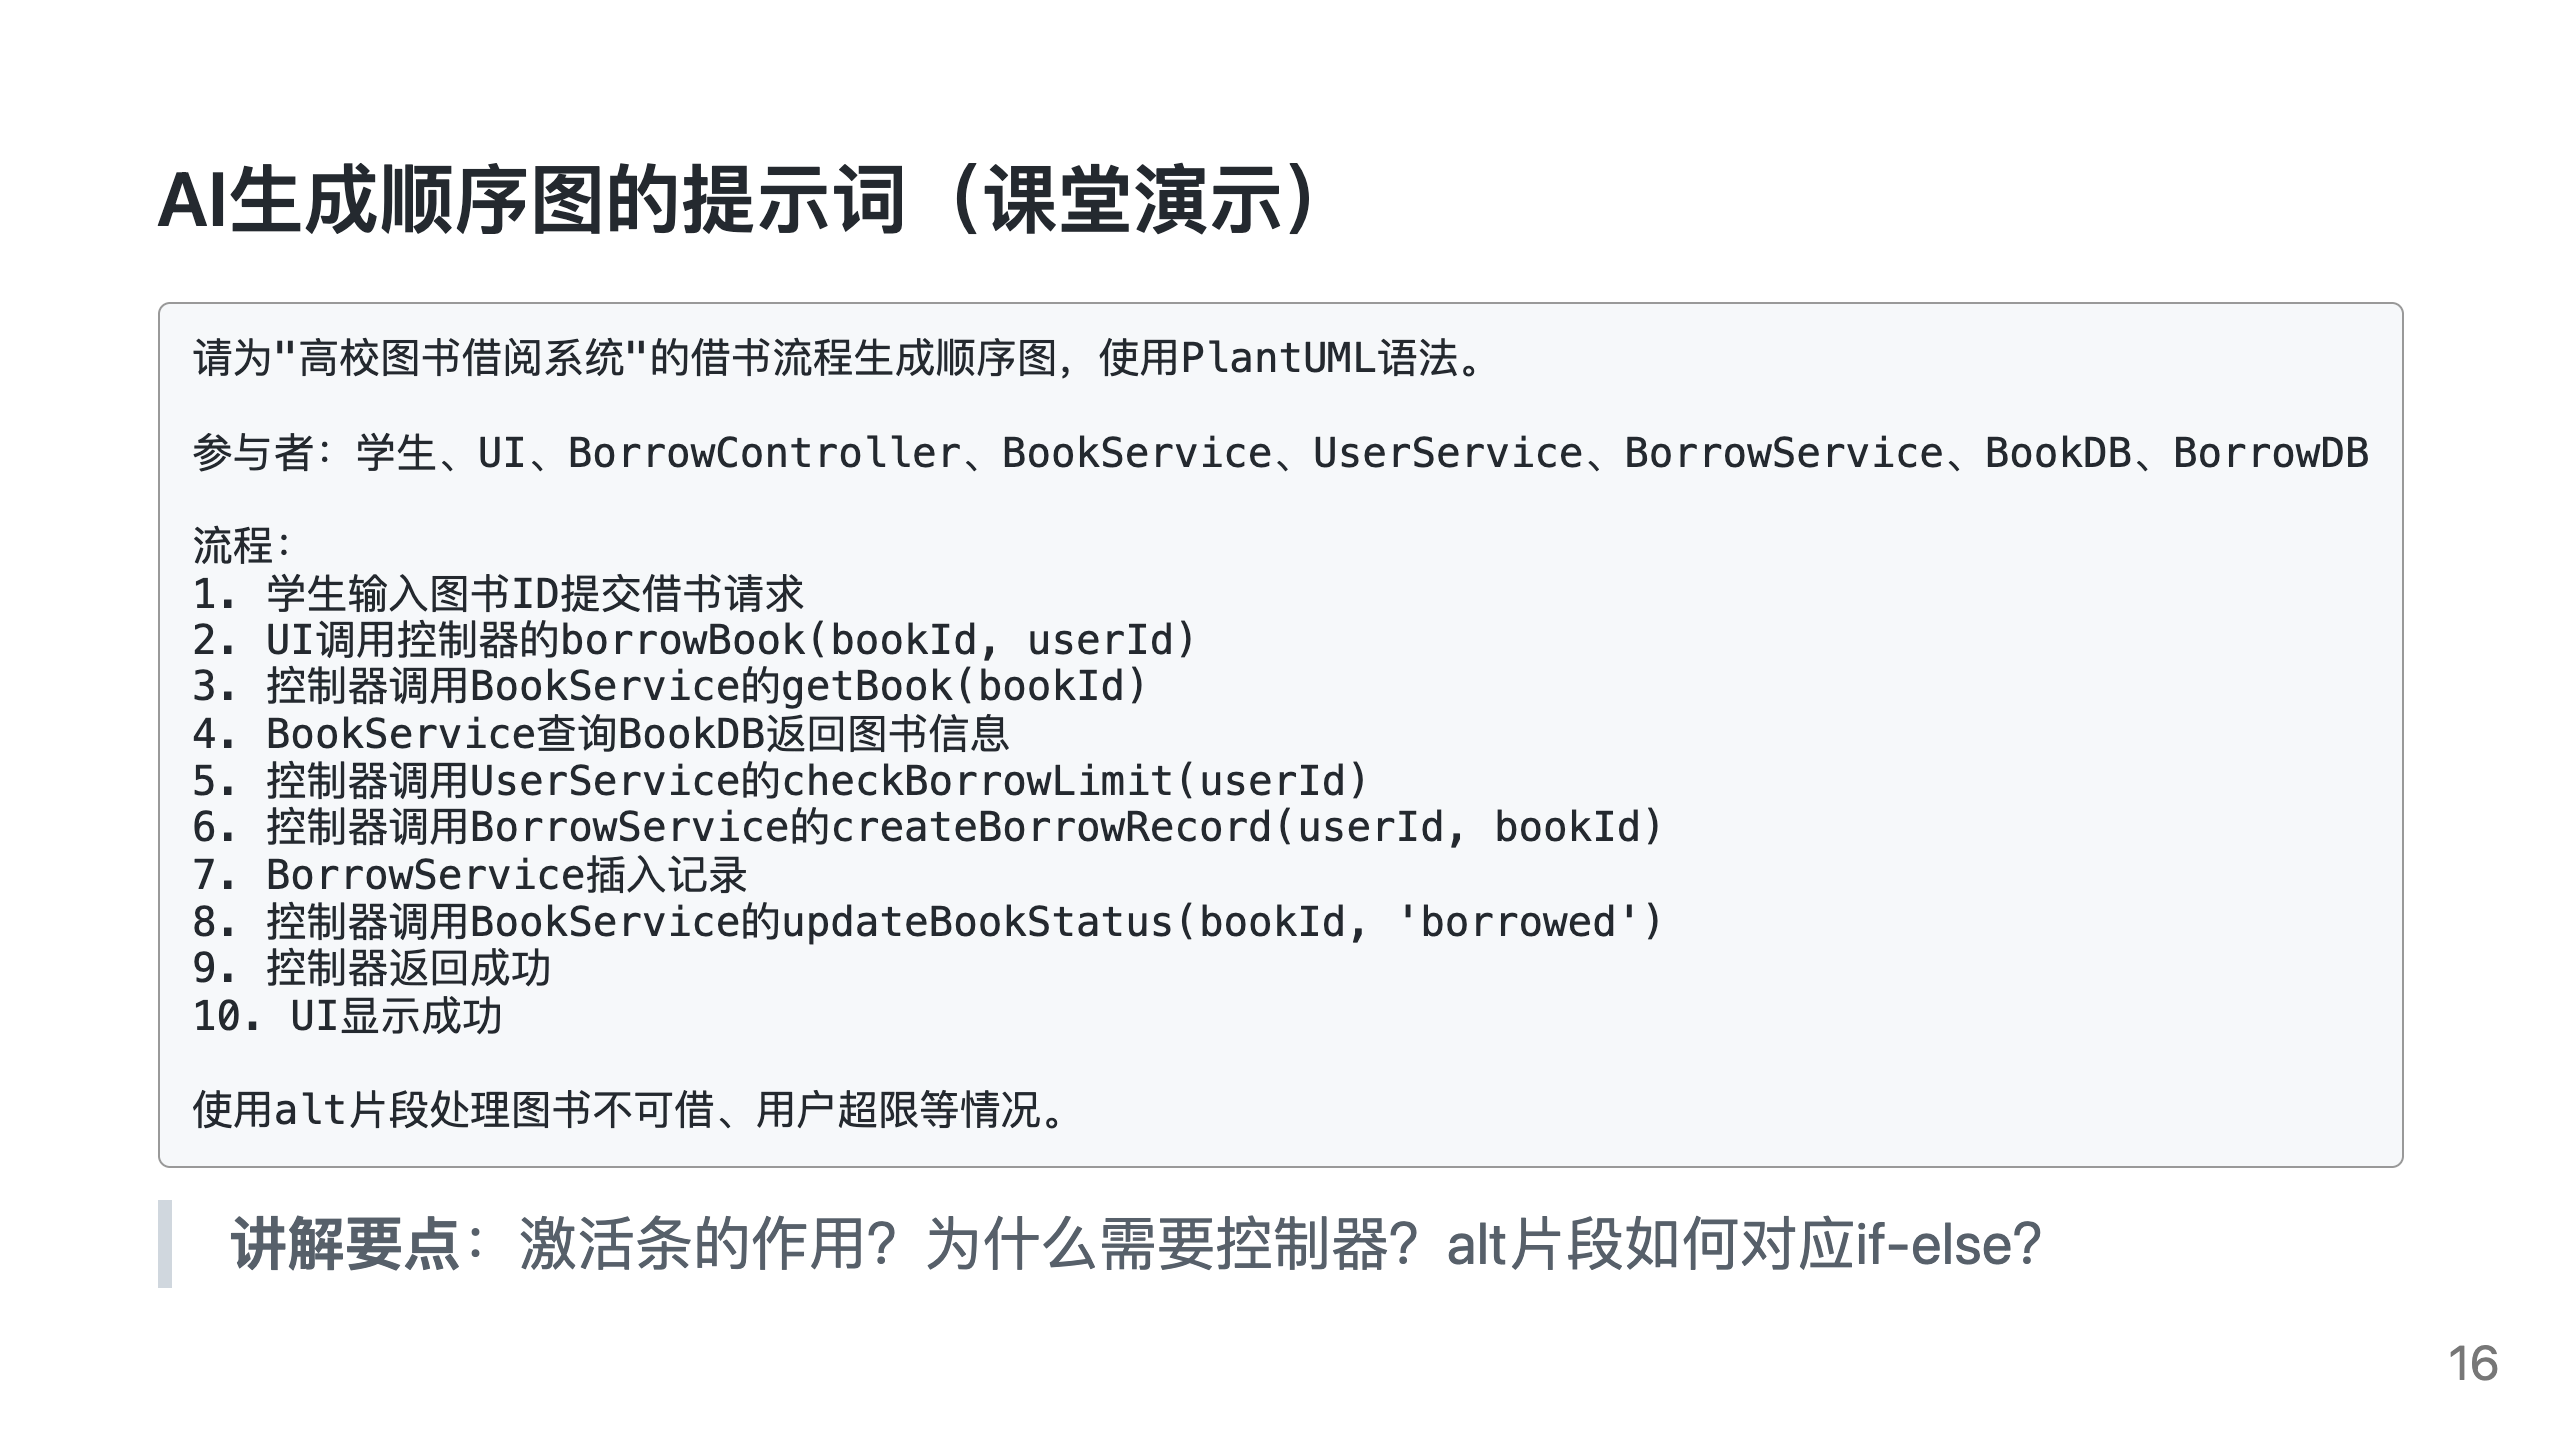 AI生成顺序图的提示词（课堂演示）
请为"高校图书借阅系统"的借书流程生成顺序图，使用PlantUML语法。
参与者：学生、UI、BorrowController、BookService、UserService、BorrowService、BookDB、BorrowDB
流程：
1. 学生输入图书ID提交借书请求
2. UI调用控制器的borrowBook(bookId, userId)
3. 控制器调用BookService的getBook(bookId)
4. BookService查询BookDB返回图书信息
5. 控制器调用UserService的checkBorrowLimit(userId)
6. 控制器调用BorrowService的createBorrowRecord(userId, bookId)
7. BorrowService插入记录
8. 控制器调用BookService的updateBookStatus(bookId, 'borrowed')
9. 控制器返回成功
10. UI显示成功
使用alt片段处理图书不可借、用户超限等情况。
讲解要点：激活条的作用？为什么需要控制器？alt片段如何对应if-else？
16